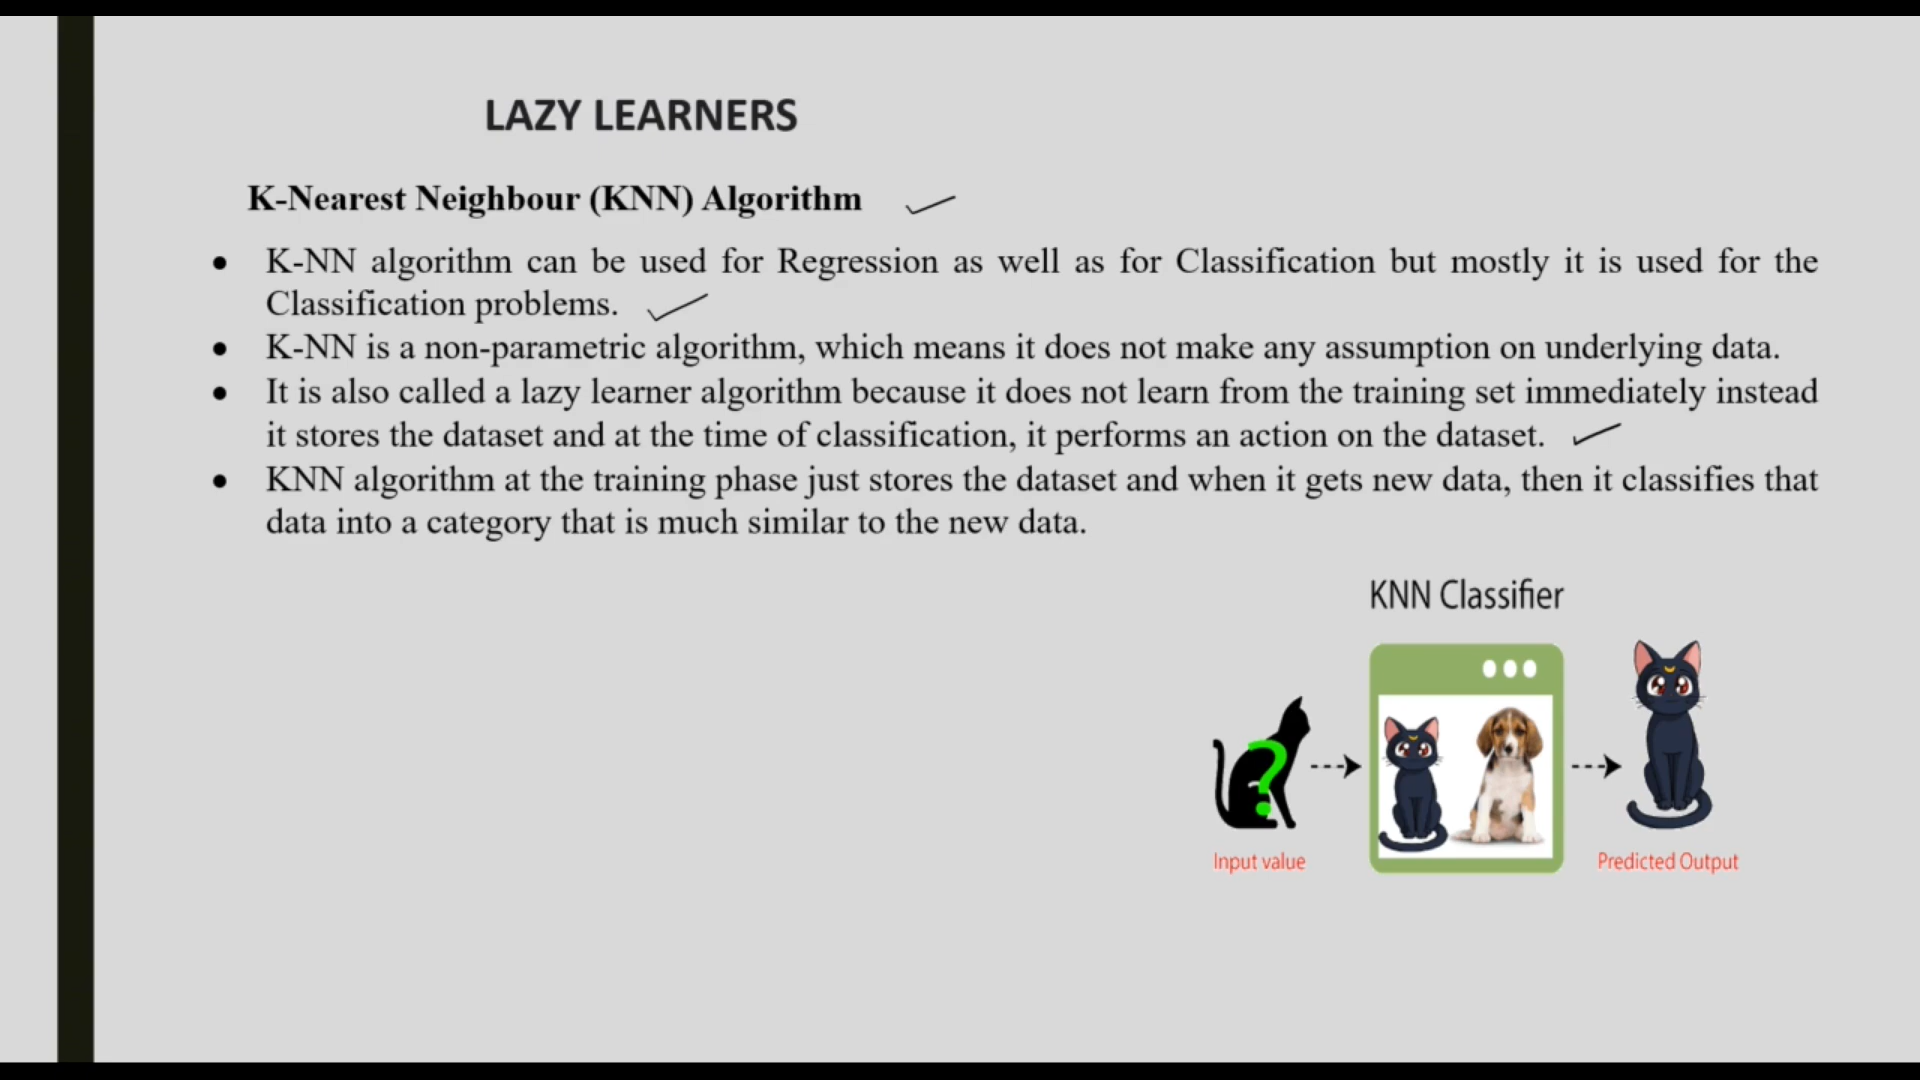 LAZY LEARNERS
K-Nearest Neighbour (KNN) Algorithm
• K-NN algorithm can be used for Regression as well as for Classification but mostly it is used for the
Classification problems.
• K-NN is a non-parametric algorithm, which means it does not make any assumption on underlying data.
• It is also called a lazy learner algorithm because it does not learn from the training set immediately instead
it stores the dataset and at the time of classification, it performs an action on the dataset.
• KNN algorithm at the training phase just stores the dataset and when it gets new data, then it classifies that
data into a category that is much similar to the new data.
KNN Classifier
?
Input value
Predicted Output